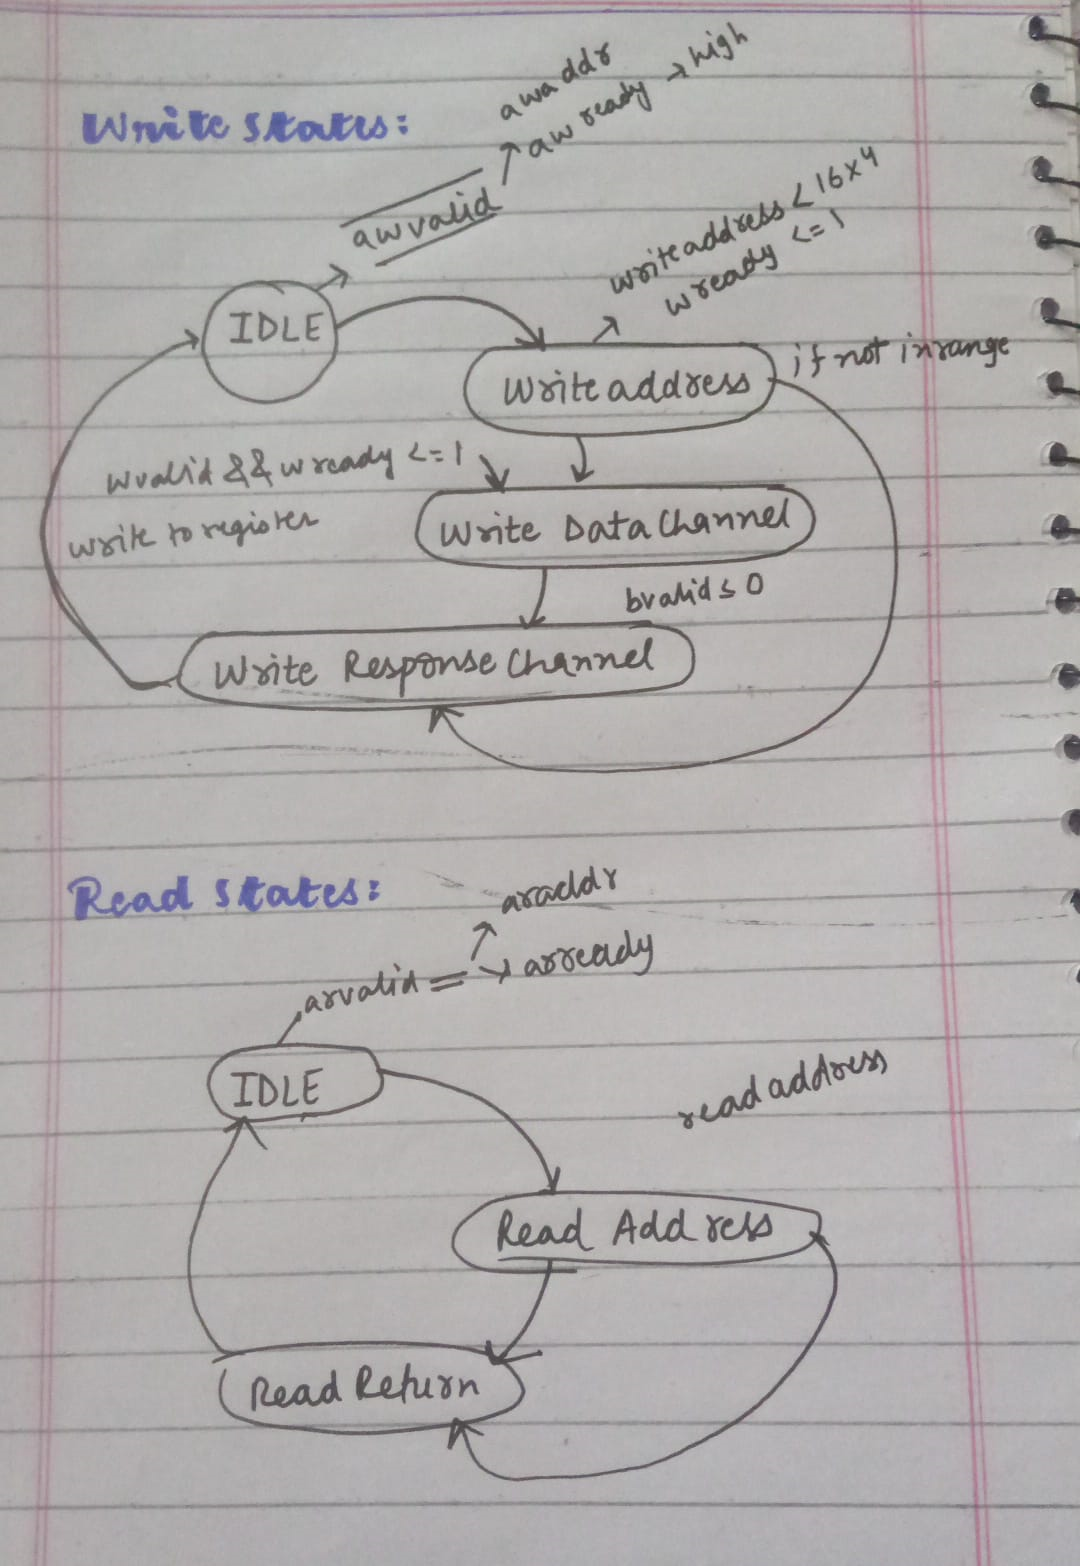 Write States:
awaddr
awready → high
awvalid
writeaddress < 16x4
wready <= 1
IDLE
Write address
if not in range
wvalid && wready <= 1
write to register
Write Data Channel
bvalid ≤ 0
Write Response Channel
Read States:
araddr
arvalid = → arready
IDLE
read address
Read Address
Read Return